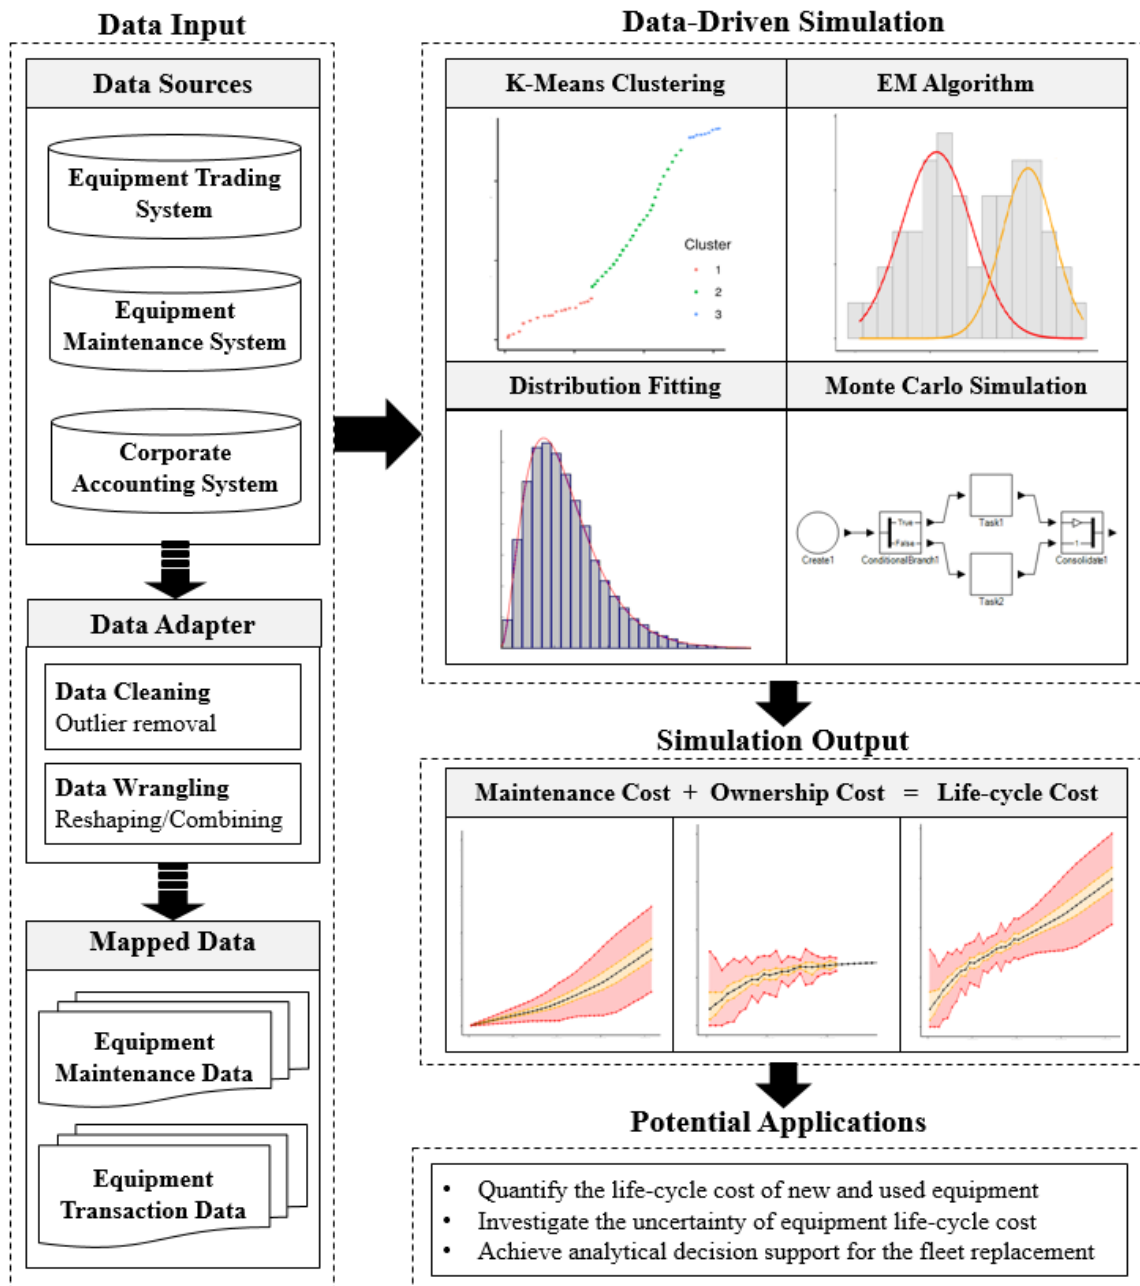 Data Input
Data Sources
Equipment Trading
System
Equipment
Maintenance System
Corporate
Accounting System
Data Adapter
Data Cleaning
Outlier removal
Data Wrangling
Reshaping/Combining
Mapped Data
Equipment
Maintenance Data
Equipment
Transaction Data
Data-Driven Simulation
K-Means Clustering
Cluster
1
2
3
EM Algorithm
Distribution Fitting
Monte Carlo Simulation
Create1
True
False
ConditionalBranch1
Task1
Task2
1
Consolidate1
Simulation Output
Maintenance Cost + Ownership Cost = Life-cycle Cost
Potential Applications
• Quantify the life-cycle cost of new and used equipment
• Investigate the uncertainty of equipment life-cycle cost
• Achieve analytical decision support for the fleet replacement